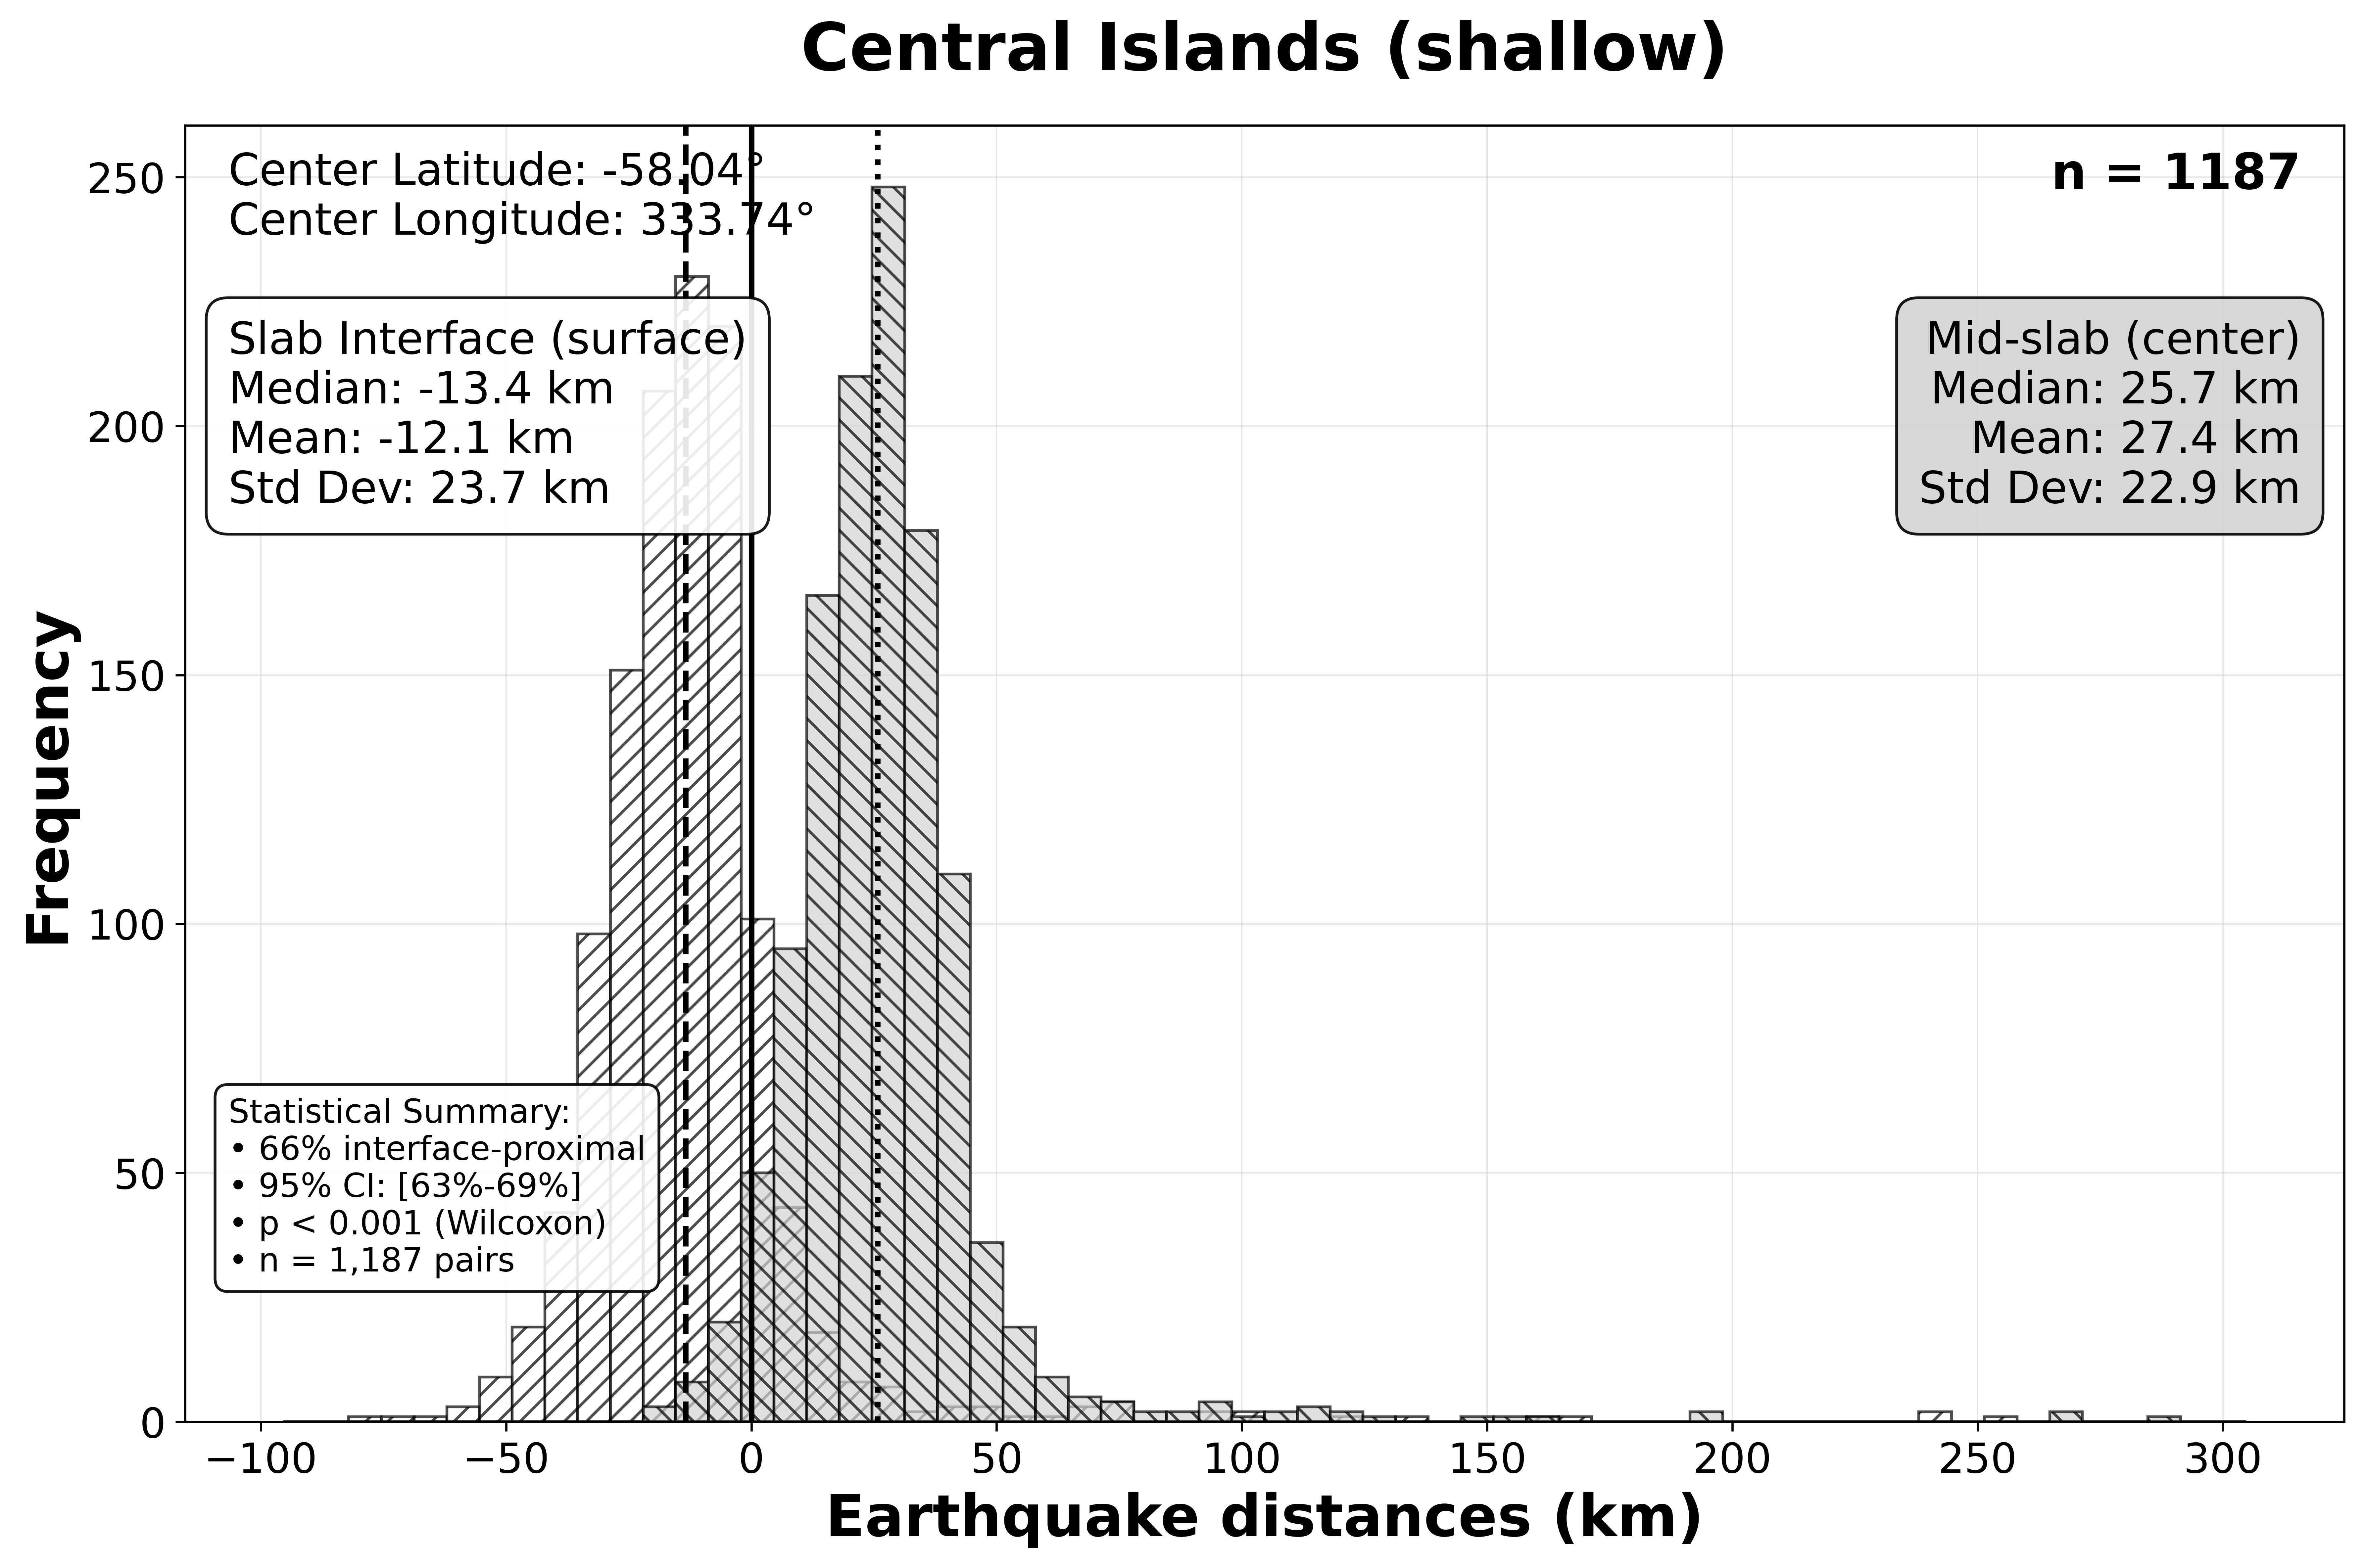 Central Islands (shallow)
Center Latitude: -58.04°
Center Longitude: 333.74°
n = 1187
Slab Interface (surface)
Median: -13.4 km
Mean: -12.1 km
Std Dev: 23.7 km
Mid-slab (center)
Median: 25.7 km
Mean: 27.4 km
Std Dev: 22.9 km
Statistical Summary:
• 66% interface-proximal
• 95% CI: [63%-69%]
• p < 0.001 (Wilcoxon)
• n = 1,187 pairs
Frequency
250
200
150
100
50
0
−100 −50 0 50 100 150 200 250 300
Earthquake distances (km)